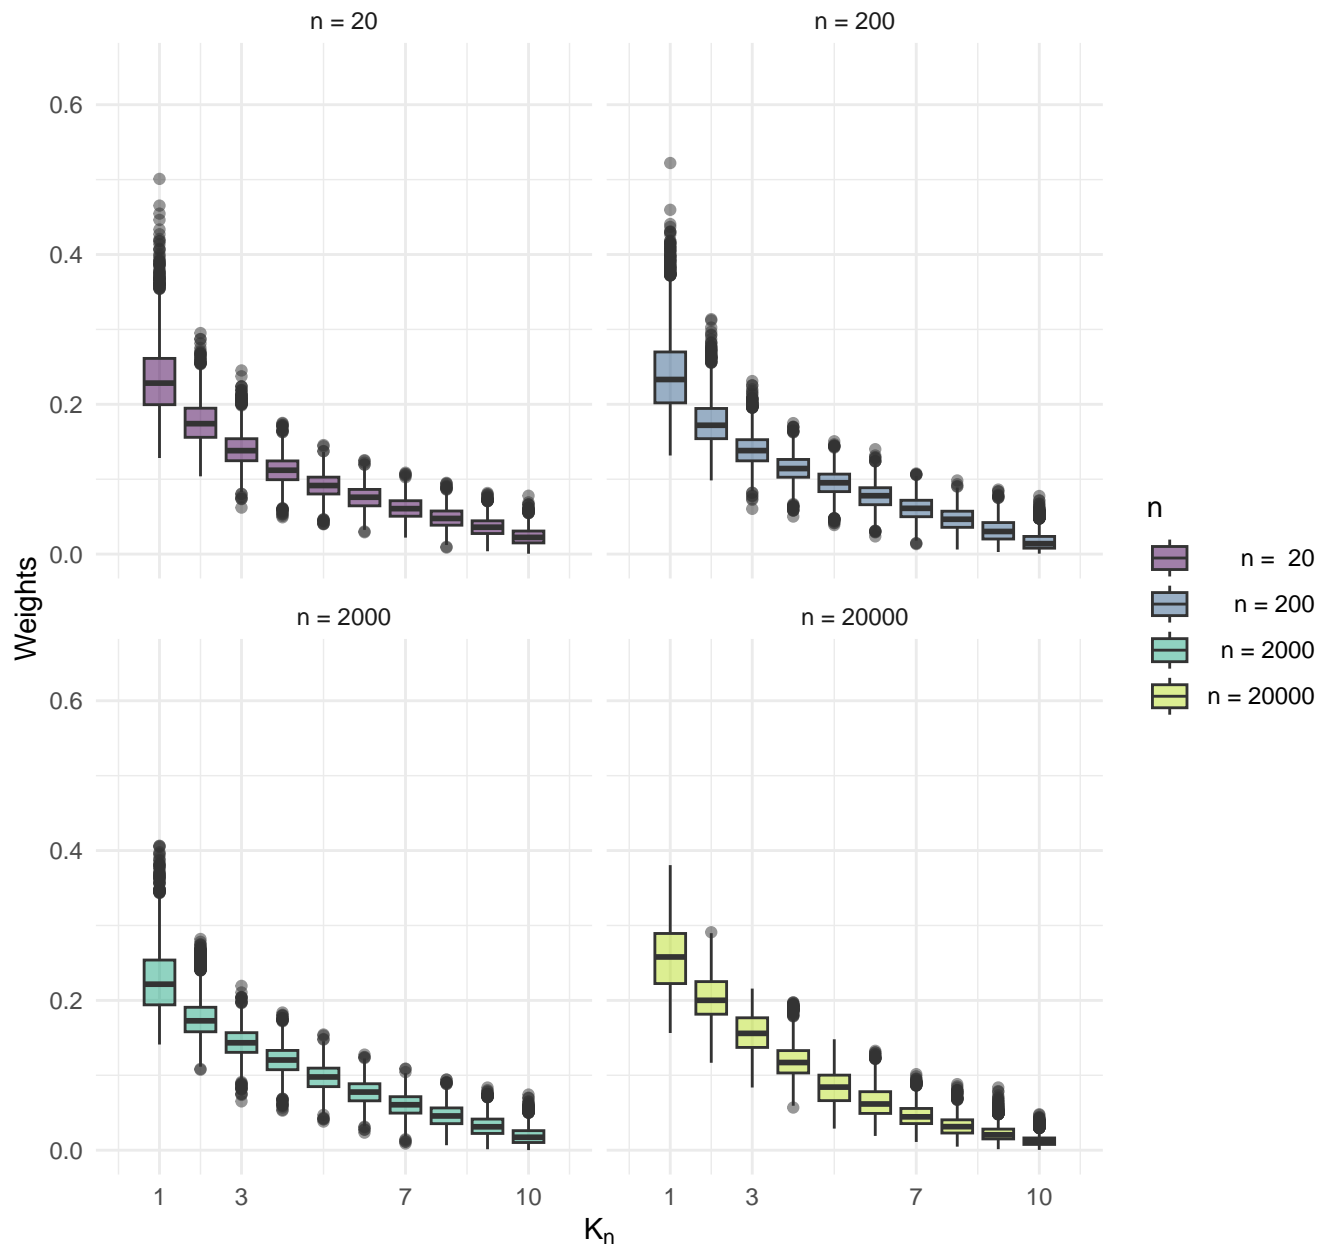 n = 20
n = 200
0.6
0.4
0.2
0.0
Weights
n = 2000
n = 20000
0.6
0.4
0.2
0.0
1 3 7 10
1 3 7 10
Kn
n
n = 20
n = 200
n = 2000
n = 20000